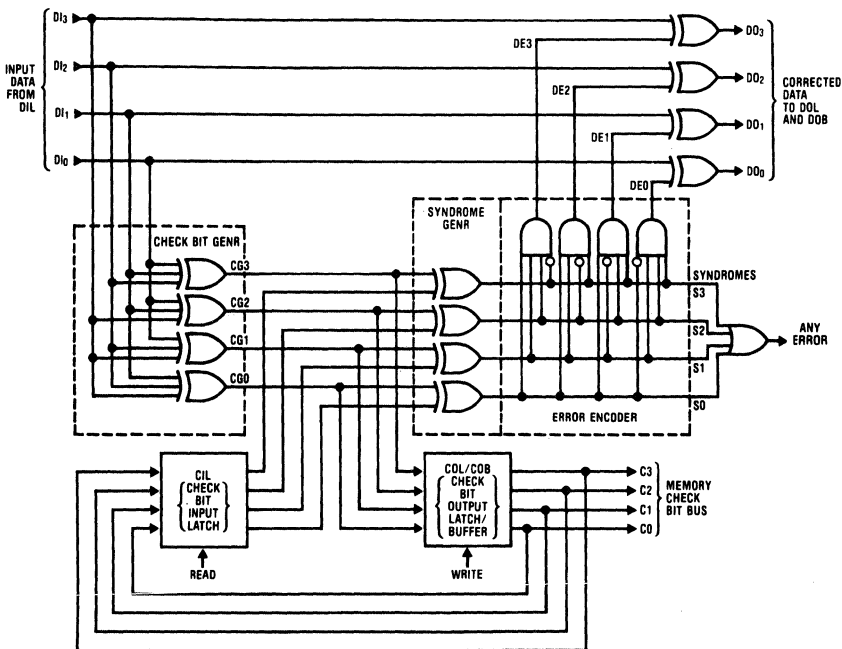 DI3
DI2
DI1
DI0
INPUT
DATA
FROM
DIL
DE3
DE2
DE1
DE0
DO3
DO2
DO1
DO0
CORRECTED
DATA
TO DOL
AND DOB
CHECK BIT GENR
CG3
CG2
CG1
CG0
SYNDROME
GENR
SYNDROMES
S3
S2
S1
S0
ERROR ENCODER
ANY
ERROR
CIL
CHECK
BIT
INPUT
LATCH
READ
COL/COB
CHECK
BIT
OUTPUT
LATCH/
BUFFER
WRITE
C3
C2
C1
C0
MEMORY
CHECK
BIT BUS